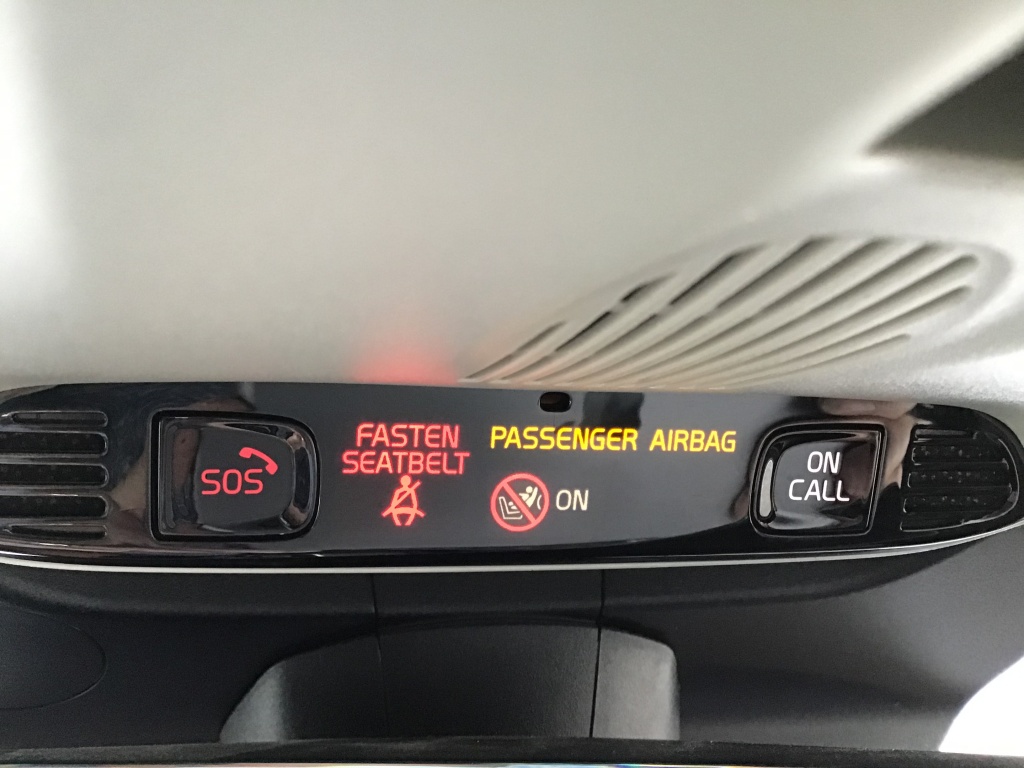 SOS
FASTEN
SEATBELT
PASSENGER AIRBAG
ON
ON
CALL